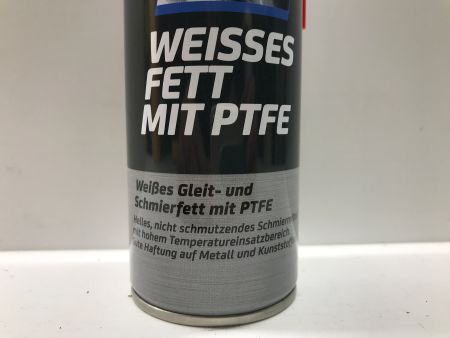 WEISSES
FETT
MIT PTFE
Weißes Gleit- und
Schmierfett mit PTFE
Helles, nicht schmutzendes
mit hohem Temperatureinsatzbereich
Gute Haftung auf Metall und